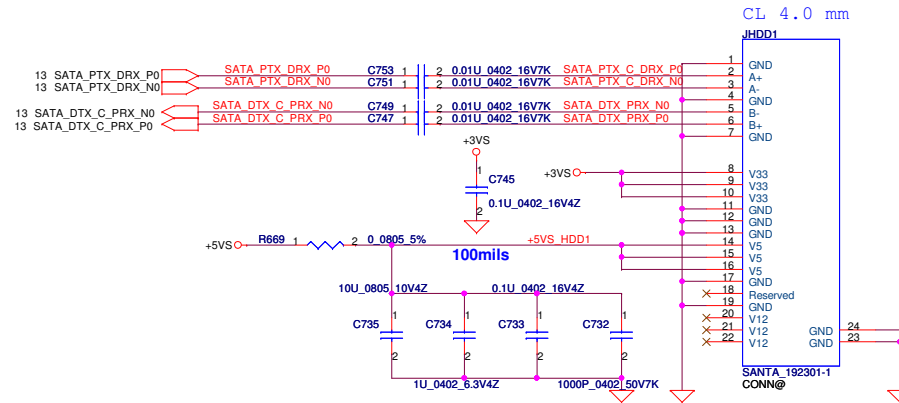 CL 4.0 mm
JHDD1
13 SATA_PTX_DRX_P0 SATA_PTX_DRX_P0 C753 1 2 0.01U_0402_16V7K SATA_PTX_C_DRX_P0
13 SATA_PTX_DRX_N0 SATA_PTX_DRX_N0 C751 1 2 0.01U_0402_16V7K SATA_PTX_C_DRX_N0
13 SATA_DTX_C_PRX_N0 SATA_DTX_C_PRX_N0 C749 1 2 0.01U_0402_16V7K SATA_DTX_PRX_N0
13 SATA_DTX_C_PRX_P0 SATA_DTX_C_PRX_P0 C747 1 2 0.01U_0402_16V7K SATA_DTX_PRX_P0
1 GND
2 A+
3 A-
4 GND
5 B-
6 B+
7 GND
+3VS
1
C745
0.1U_0402_16V4Z
2
+3VS
8 V33
9 V33
10 V33
11 GND
12 GND
13 GND
14 V5
15 V5
16 V5
17 GND
18 Reserved
19 GND
20 V12
21 V12
22 V12
GND 24
GND 23
+5VS R669 1 2 0_0805_5% +5VS_HDD1
100mils
10U_0805_10V4Z 0.1U_0402_16V4Z
1 1 1 1
C735 C734 C733 C732
2 2 2 2
1U_0402_6.3V4Z 1000P_0402_50V7K
SANTA_192301-1
CONN@